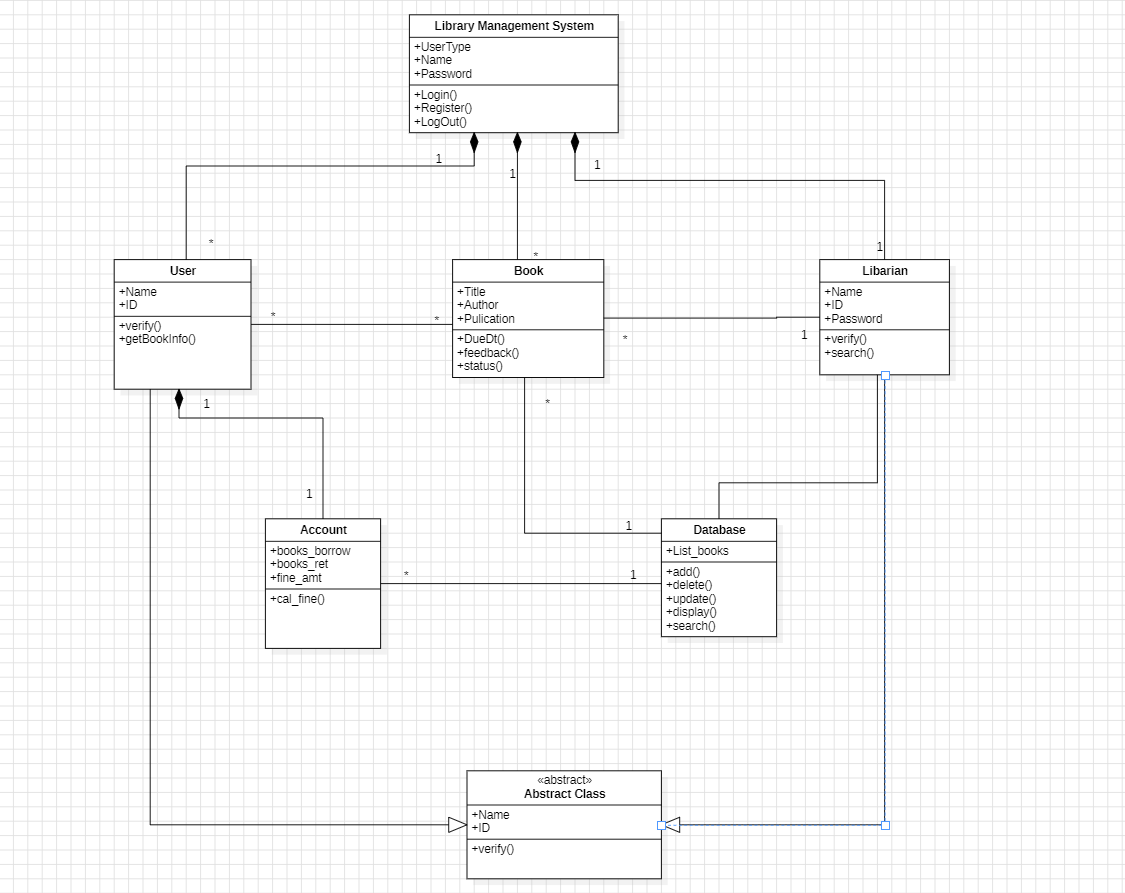 Library Management System
+UserType
+Name
+Password
+Login()
+Register()
+LogOut()
1
1
1
*
*
1
User
+Name
+ID
+verify()
+getBookInfo()
*
*
Book
+Title
+Author
+Pulication
+DueDt()
+feedback()
+status()
*
1
Libarian
+Name
+ID
+Password
+verify()
+search()
1
*
1
1
Account
+books_borrow
+books_ret
+fine_amt
+cal_fine()
*
1
Database
+List_books
+add()
+delete()
+update()
+display()
+search()
«abstract»
Abstract Class
+Name
+ID
+verify()